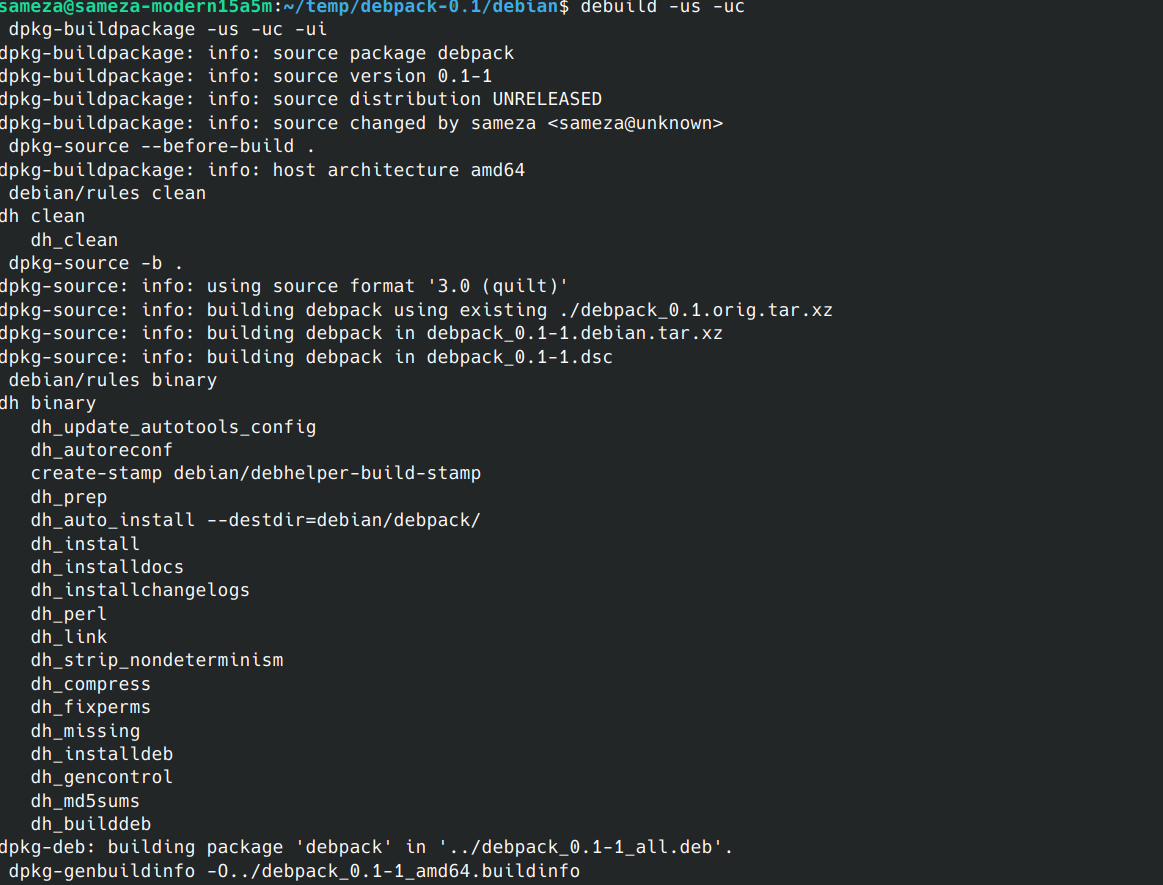 sameza@sameza-modern15a5m:~/temp/debpack-0.1/debian$ debuild -us -uc
 dpkg-buildpackage -us -uc -ui
dpkg-buildpackage: info: source package debpack
dpkg-buildpackage: info: source version 0.1-1
dpkg-buildpackage: info: source distribution UNRELEASED
dpkg-buildpackage: info: source changed by sameza <sameza@unknown>
 dpkg-source --before-build .
dpkg-buildpackage: info: host architecture amd64
 debian/rules clean
dh clean
   dh_clean
 dpkg-source -b .
dpkg-source: info: using source format '3.0 (quilt)'
dpkg-source: info: building debpack using existing ./debpack_0.1.orig.tar.xz
dpkg-source: info: building debpack in debpack_0.1-1.debian.tar.xz
dpkg-source: info: building debpack in debpack_0.1-1.dsc
 debian/rules binary
dh binary
   dh_update_autotools_config
   dh_autoreconf
   create-stamp debian/debhelper-build-stamp
   dh_prep
   dh_auto_install --destdir=debian/debpack/
   dh_install
   dh_installdocs
   dh_installchangelogs
   dh_perl
   dh_link
   dh_strip_nondeterminism
   dh_compress
   dh_fixperms
   dh_missing
   dh_installdeb
   dh_gencontrol
   dh_md5sums
   dh_builddeb
dpkg-deb: building package 'debpack' in '../debpack_0.1-1_all.deb'.
 dpkg-genbuildinfo -O../debpack_0.1-1_amd64.buildinfo